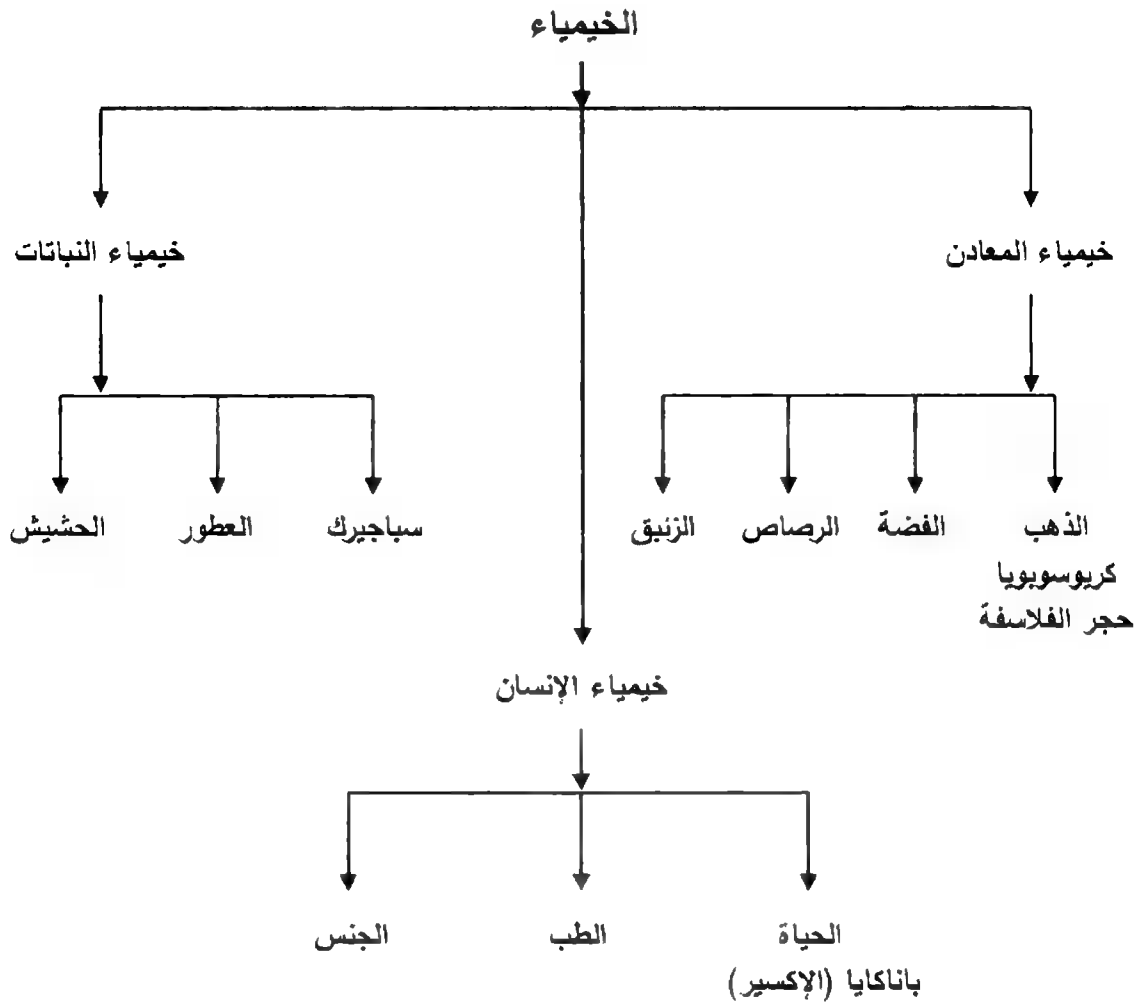 الخيمياء
خيمياء المعادن
خيمياء النباتات
الذهب
كريوسوبويا
حجر الفلاسفة
الفضة
الرصاص
الزئبق
سباجيرك
العطور
الحشيش
خيمياء الإنسان
الحياة
باناكايا (الإكسير)
الطب
الجنس